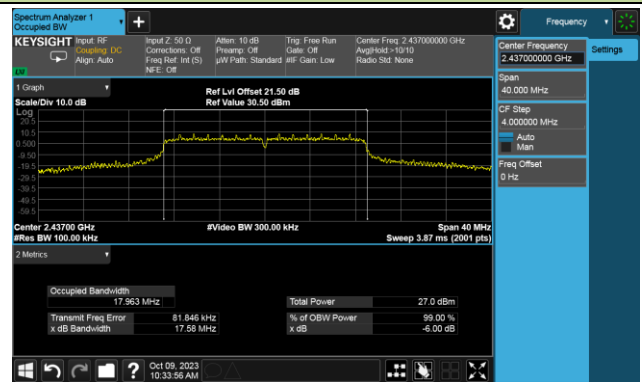 Spectrum Analyzer 1
Occupied BW
Frequency
KEYSIGHT
Input: RF
Coupling: DC
Align: Auto
Input Z: 50 Ω
Corrections: Off
Freq Ref: Int (S)
NFE: Off
Atten: 10 dB
Preamp: Off
µW Path: Standard
Trig: Free Run
Gate: Off
#IF Gain: Low
Center Freq: 2.437000000 GHz
Avg|Hold:>10/10
Radio Std: None
Center Frequency
2.437000000 GHz
Settings
Span
40.000 MHz
CF Step
4.000000 MHz
Auto
Man
Freq Offset
0 Hz
1 Graph
Scale/Div 10.0 dB
Ref Lvl Offset 21.50 dB
Ref Value 30.50 dBm
Log
20.5
10.5
0.500
-9.50
-19.5
-29.5
-39.5
-49.5
-59.5
Center 2.43700 GHz
#Res BW 100.00 kHz
#Video BW 300.00 kHz
Span 40 MHz
Sweep 3.87 ms (2001 pts)
2 Metrics
Occupied Bandwidth
17.963 MHz
Total Power 27.0 dBm
Transmit Freq Error 81.846 kHz
% of OBW Power 99.00 %
x dB Bandwidth 17.58 MHz
x dB -6.00 dB
?
Oct 09, 2023
10:33:56 AM